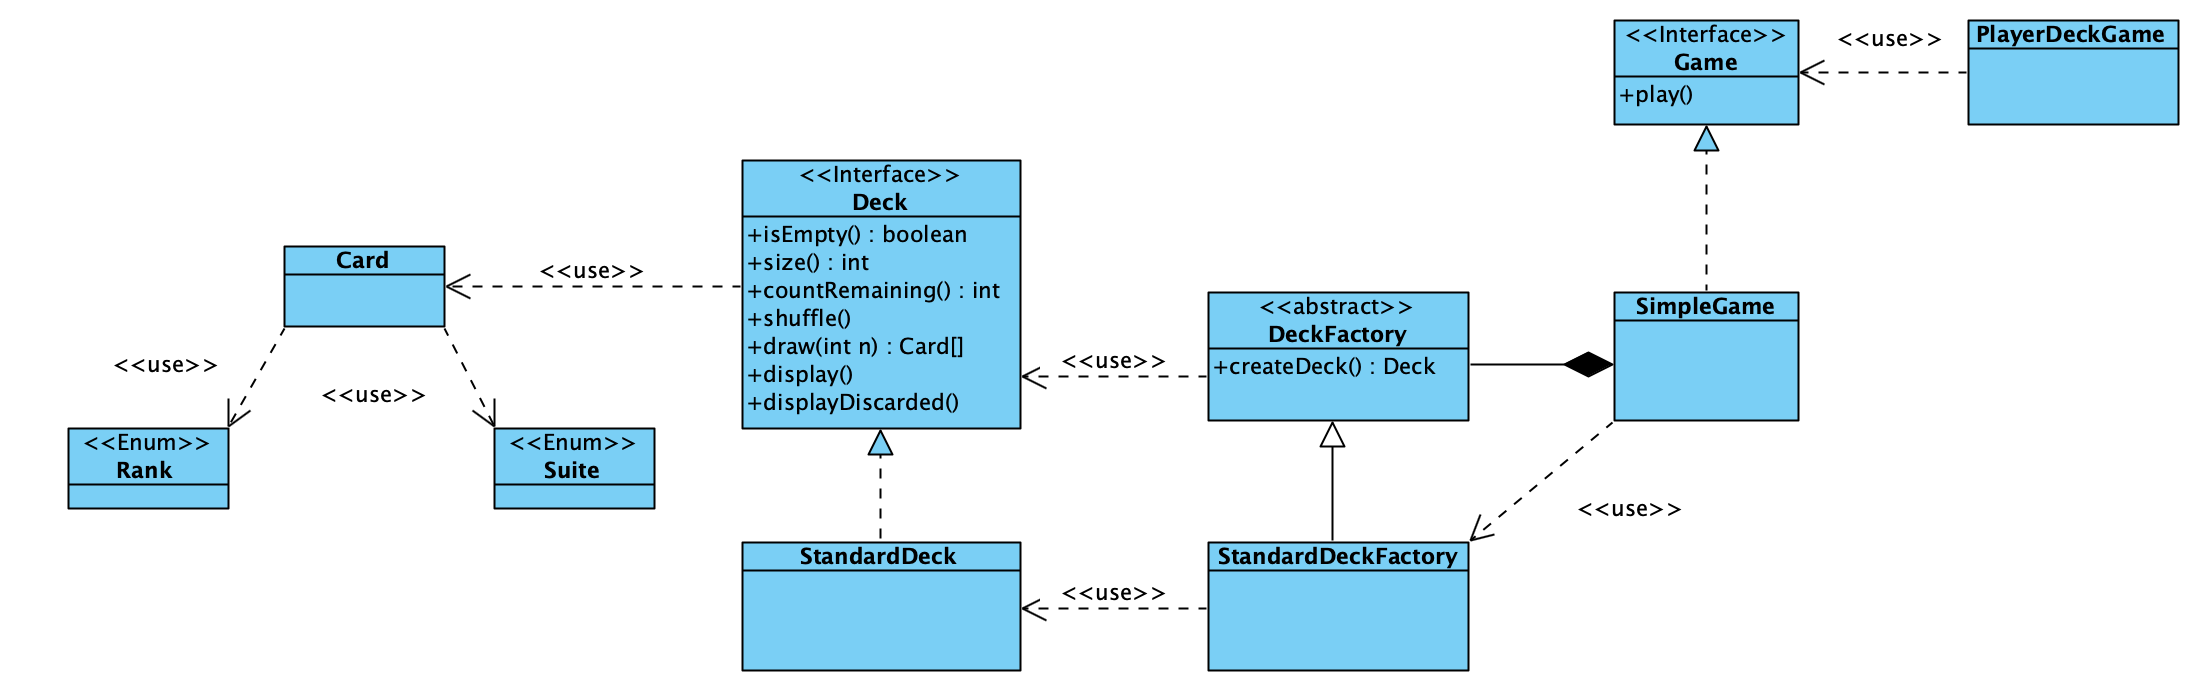 <<Interface>>
Game
+play()
<<use>>
PlayerDeckGame
<<Interface>>
Deck
+isEmpty() : boolean
+size() : int
+countRemaining() : int
+shuffle()
+draw(int n) : Card[]
+display()
+displayDiscarded()
Card
<<use>>
<<use>>
<<use>>
<<Enum>>
Rank
<<Enum>>
Suite
<<abstract>>
DeckFactory
+createDeck() : Deck
<<use>>
SimpleGame
<<use>>
StandardDeck
<<use>>
StandardDeckFactory